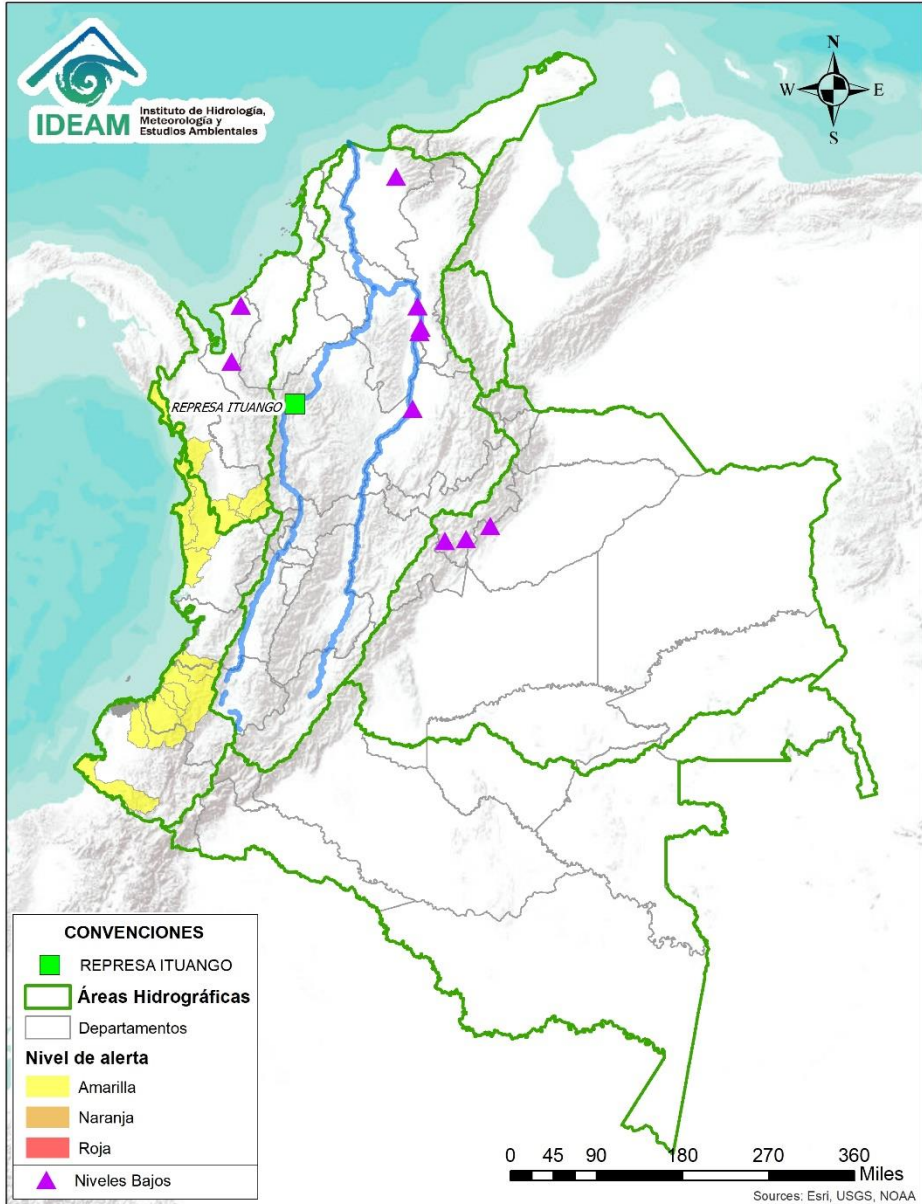 IDEAM
Instituto de Hidrología,
Meteorología y
Estudios Ambientales
N
W E
S
REPRESA ITUANGO
CONVENCIONES
REPRESA ITUANGO
Áreas Hidrográficas
Departamentos
Nivel de alerta
Amarilla
Naranja
Roja
Niveles Bajos
0 45 90 180 270 360
Miles
Sources: Esri, USGS, NOAA